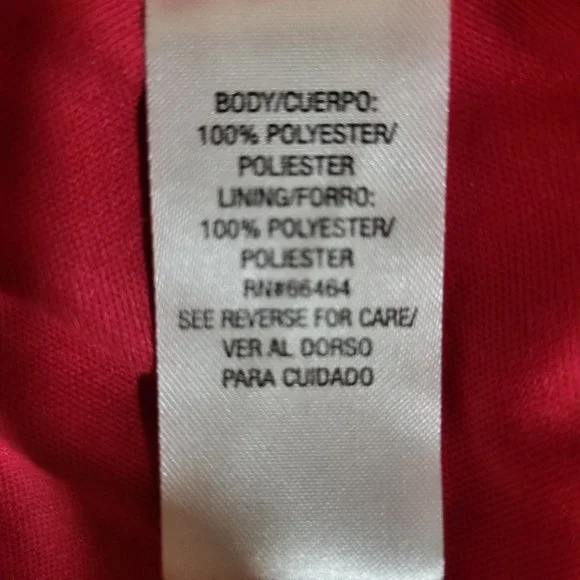 BODY/CUERPO:
100% POLYESTER/
POLIESTER
LINING/FORRO:
100% POLYESTER/
POLIESTER
RN#66464
SEE REVERSE FOR CARE/
VER AL DORSO
PARA CUIDADO